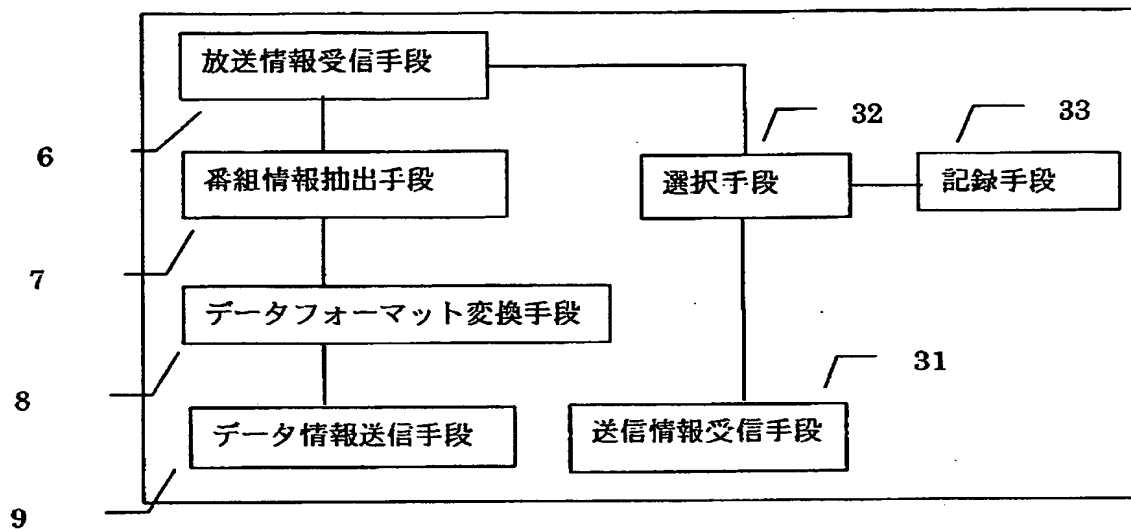 放送情報受信手段
32
33
6
番組情報抽出手段
選択手段
記録手段
7
データフォーマット変換手段
31
8
データ情報送信手段
送信情報受信手段
9